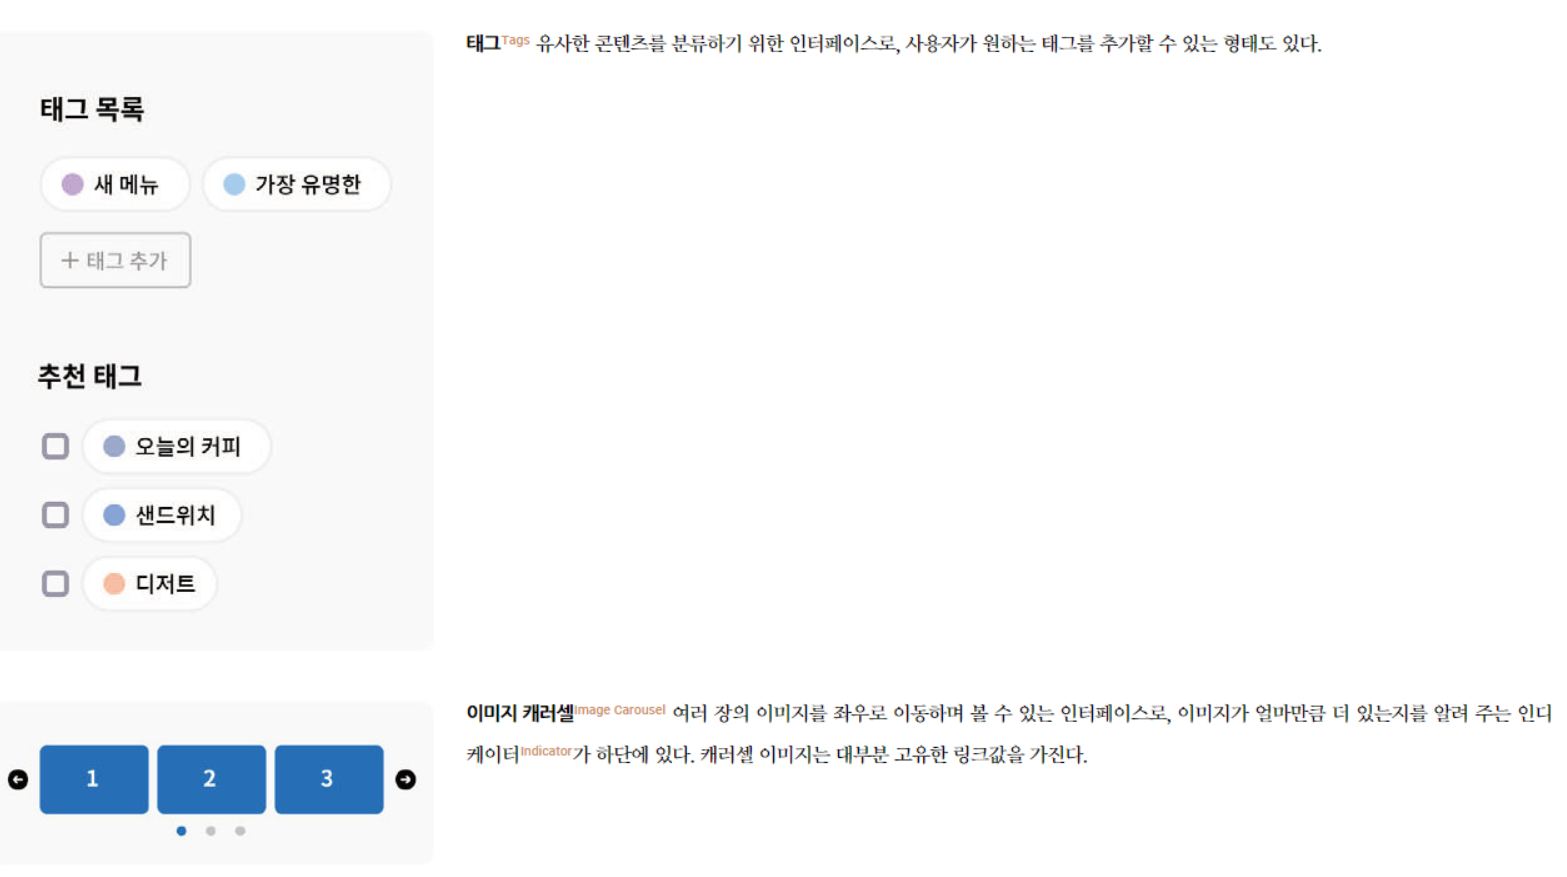 태그Tags 유사한 콘텐츠를 분류하기 위한 인터페이스로, 사용자가 원하는 태그를 추가할 수 있는 형태도 있다.
태그 목록
새 메뉴
가장 유명한
+ 태그 추가
추천 태그
오늘의 커피
샌드위치
디저트
이미지 캐러셀Image Carousel 여러 장의 이미지를 좌우로 이동하며 볼 수 있는 인터페이스로, 이미지가 얼마만큼 더 있는지를 알려 주는 인디
케이터Indicator가 하단에 있다. 캐러셀 이미지는 대부분 고유한 링크값을 가진다.
1 2 3